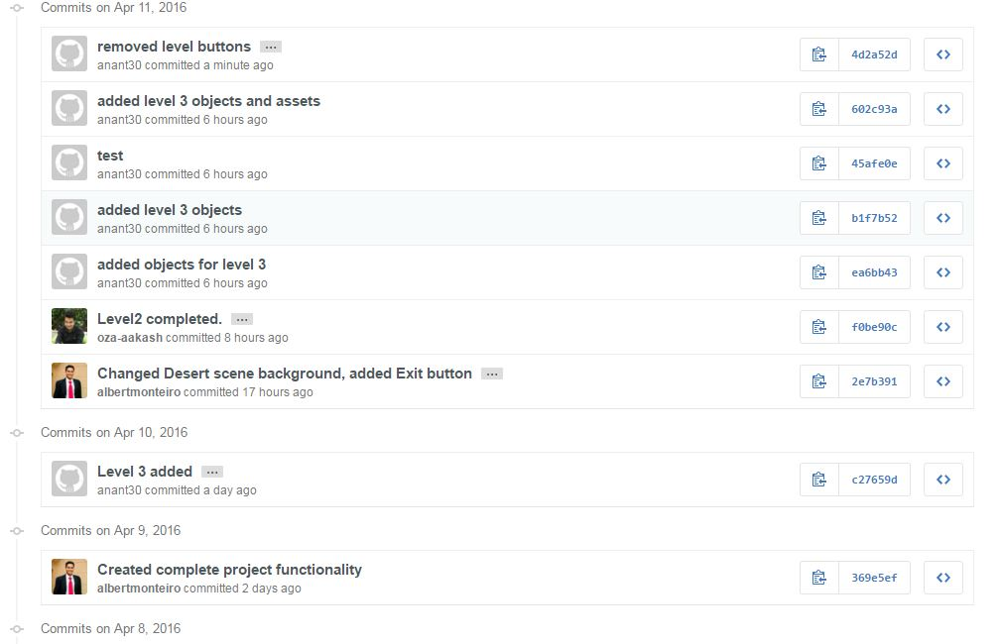 Commits on Apr 11, 2016
removed level buttons …
anant30 committed a minute ago
4d2a52d
added level 3 objects and assets
anant30 committed 6 hours ago
602c93a
test
anant30 committed 6 hours ago
45afe0e
added level 3 objects
anant30 committed 6 hours ago
b1f7b52
added objects for level 3
anant30 committed 6 hours ago
ea6bb43
Level2 completed. …
oza-aakash committed 8 hours ago
f0be90c
Changed Desert scene background, added Exit button …
albertmonteiro committed 17 hours ago
2e7b391
Commits on Apr 10, 2016
Level 3 added …
anant30 committed a day ago
c27659d
Commits on Apr 9, 2016
Created complete project functionality
albertmonteiro committed 2 days ago
369e5ef
Commits on Apr 8, 2016